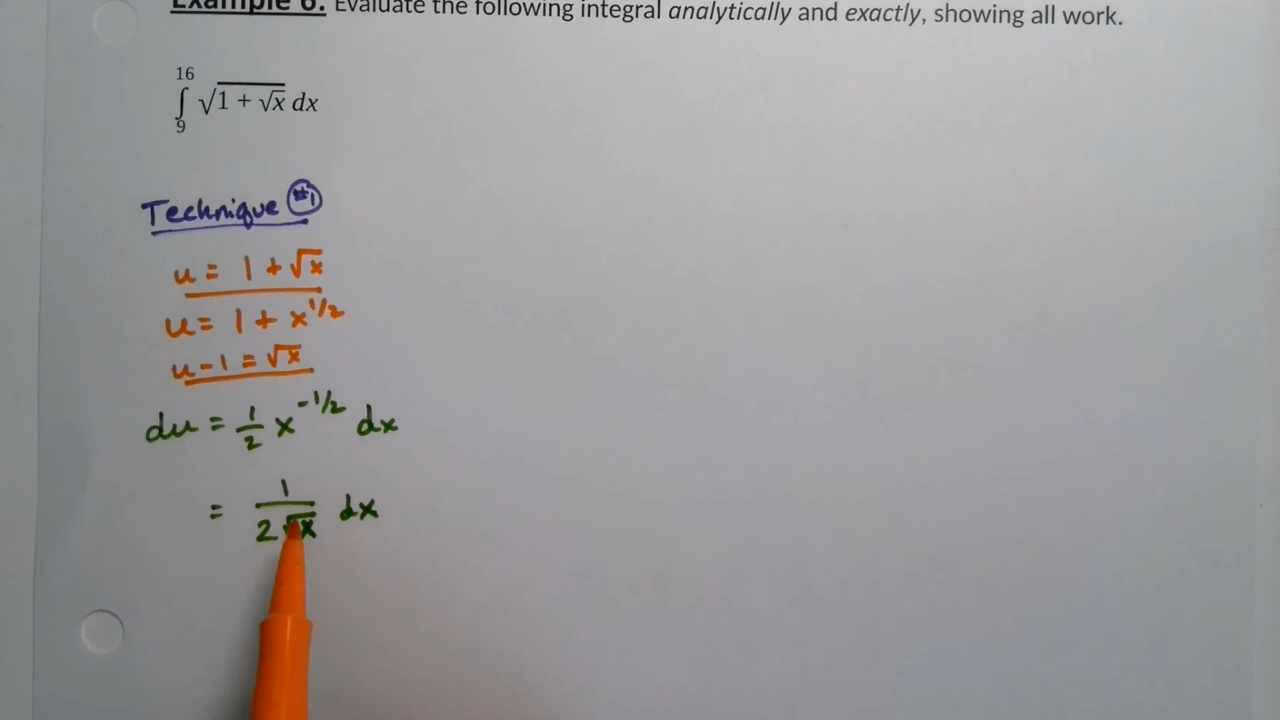 Example 6: Evaluate the following integral analytically and exactly, showing all work.
16
∫ √(1 + √x) dx
9
Technique #1
u = 1 + √x
u = 1 + x^1/2
u - 1 = √x
du = 1/2 x^-1/2 dx
= 1/(2√x) dx